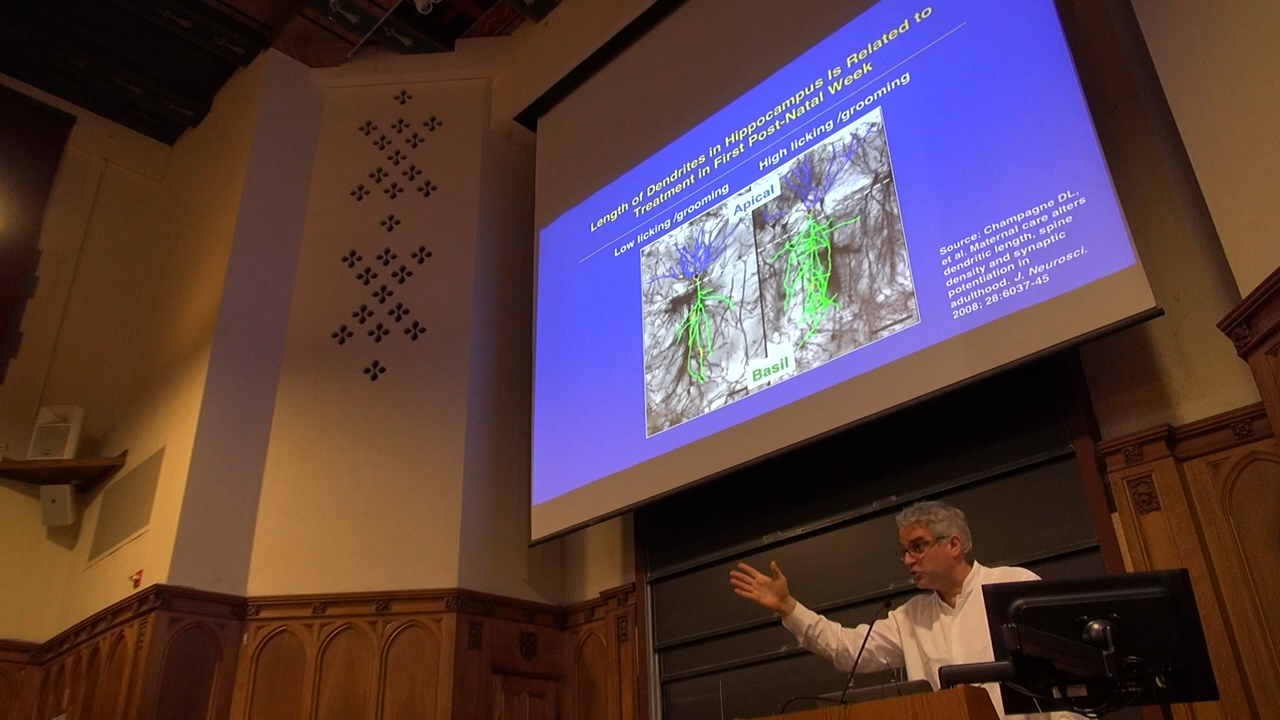 Length of Dendrites in Hippocampus Is Related to
Treatment in First Post-Natal Week
Low licking /grooming
High licking /grooming
Apical
Basil
Source: Champagne DL,
et al. Maternal care alters
dendritic length, spine
density and synaptic
potentiation in
adulthood. J. Neurosci.
2008; 28:6037-45